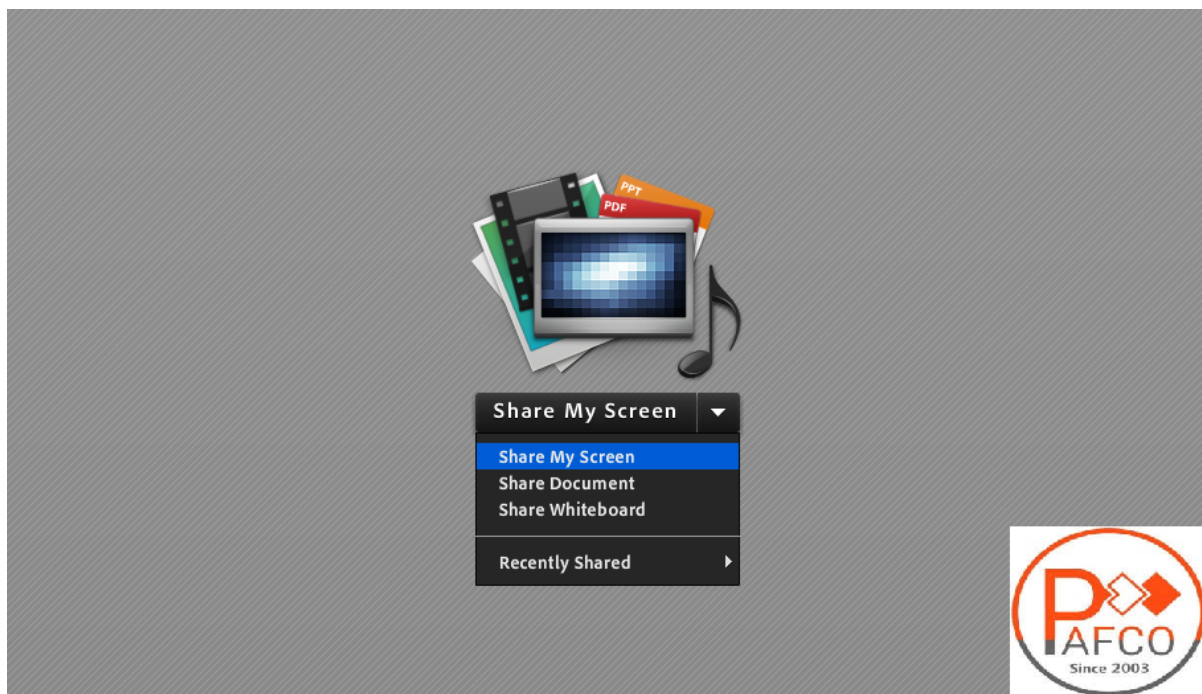 PPT
PDF
Share My Screen
Share My Screen
Share Document
Share Whiteboard
Recently Shared
PAFCO
Since 2003